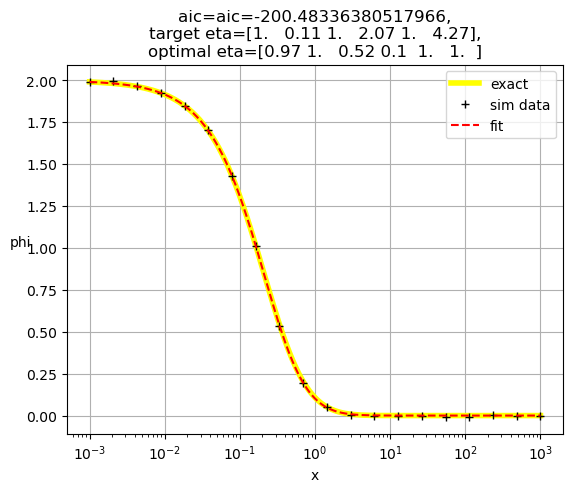 aic=aic=-200.48336380517966,
target eta=[1.   0.11 1.   2.07 1.   4.27],
optimal eta=[0.97 1.   0.52 0.1  1.   1.  ]
2.00
1.75
1.50
1.25
1.00
0.75
0.50
0.25
0.00
phi
exact
sim data
fit
10⁻³
10⁻²
10⁻¹
10⁰
10¹
10²
10³
x